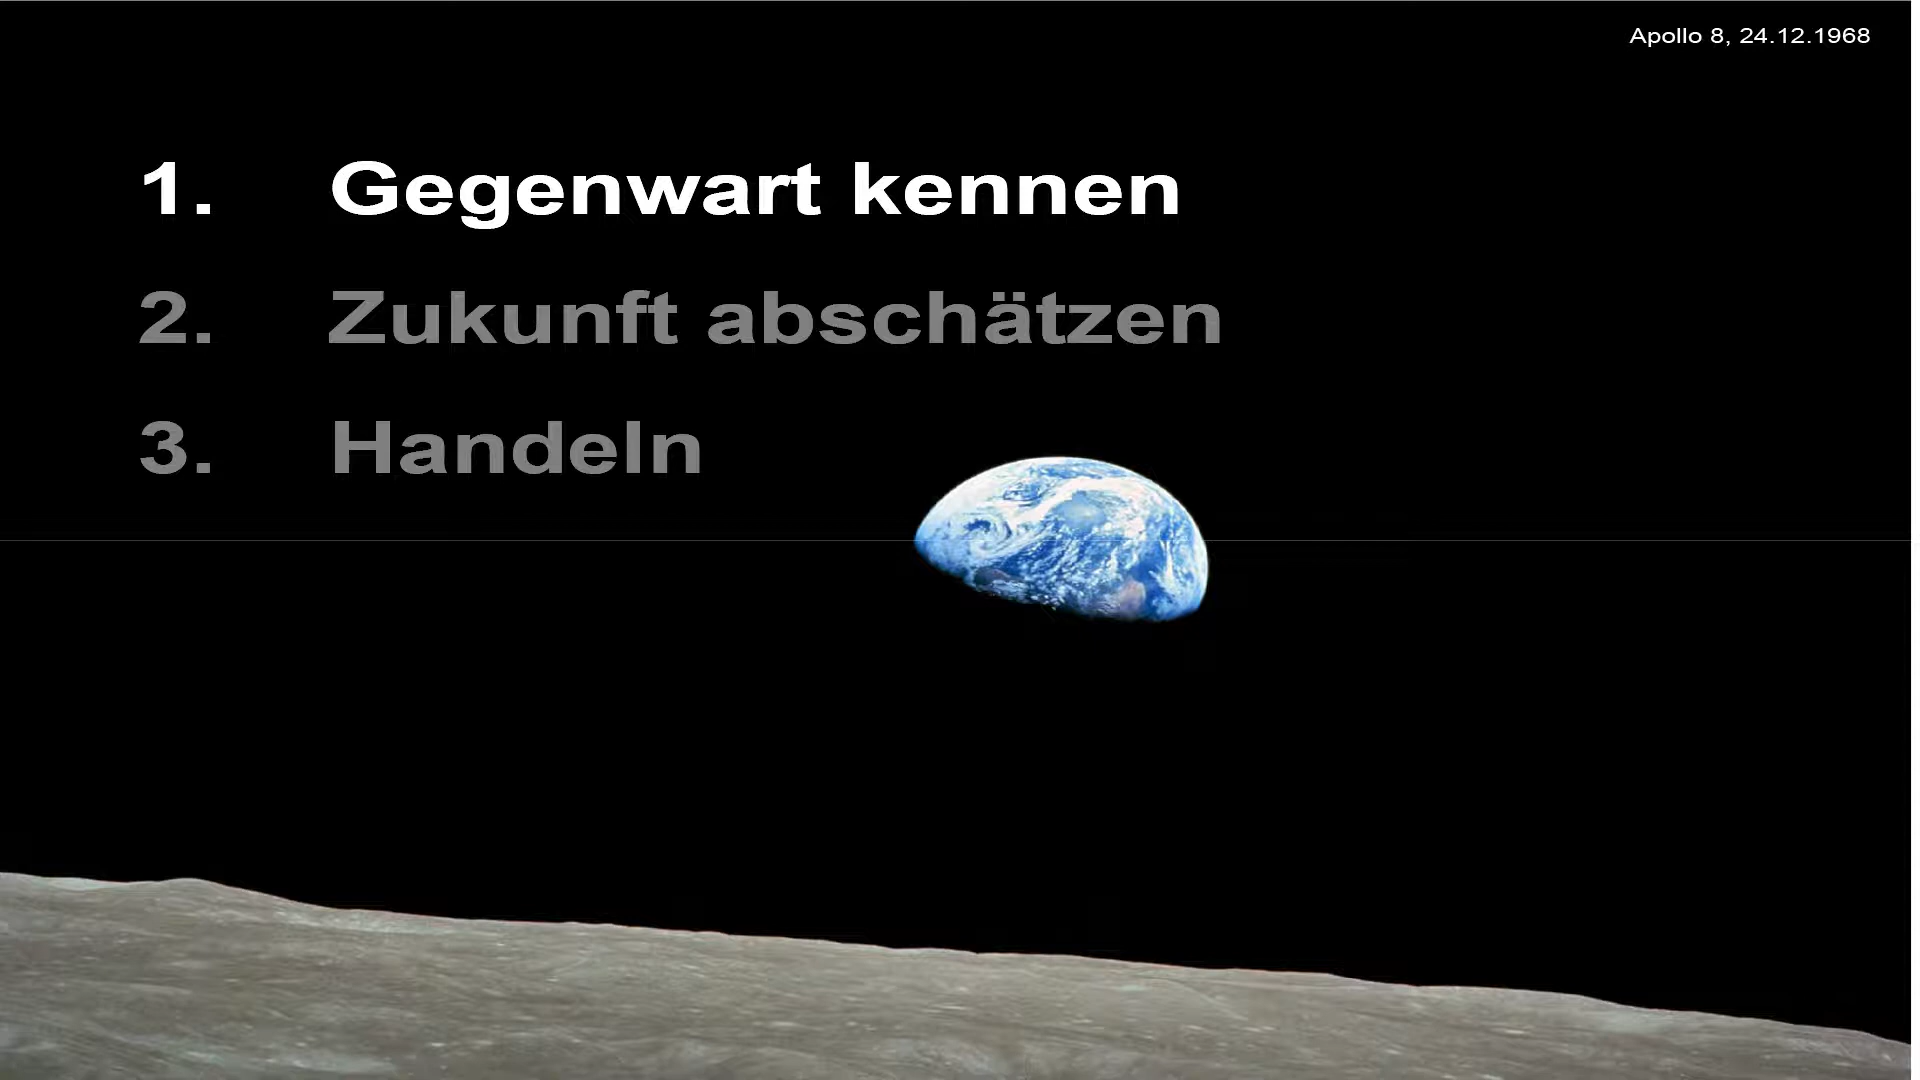 Apollo 8, 24.12.1968
1. Gegenwart kennen
2. Zukunft abschätzen
3. Handeln